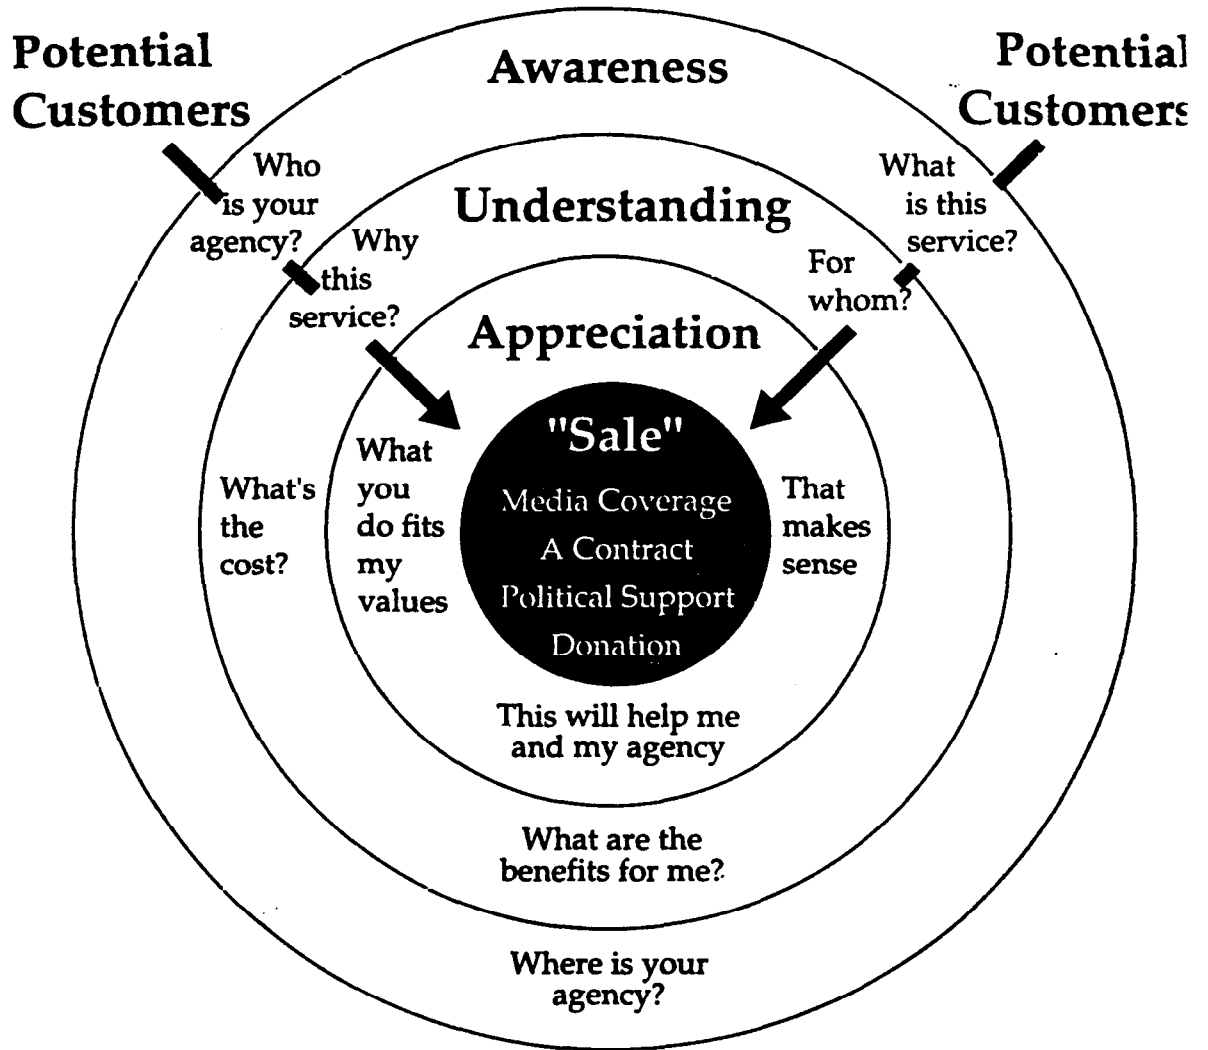 Potential
Customers
Potential
Customers
Awareness
Who
is your
agency?
What
is this
service?
Understanding
Why
this
service?
For
whom?
Appreciation
"Sale"
Media Coverage
A Contract
Political Support
Donation
What's
the
cost?
What
you
do fits
my
values
That
makes
sense
This will help me
and my agency
What are the
benefits for me?
Where is your
agency?